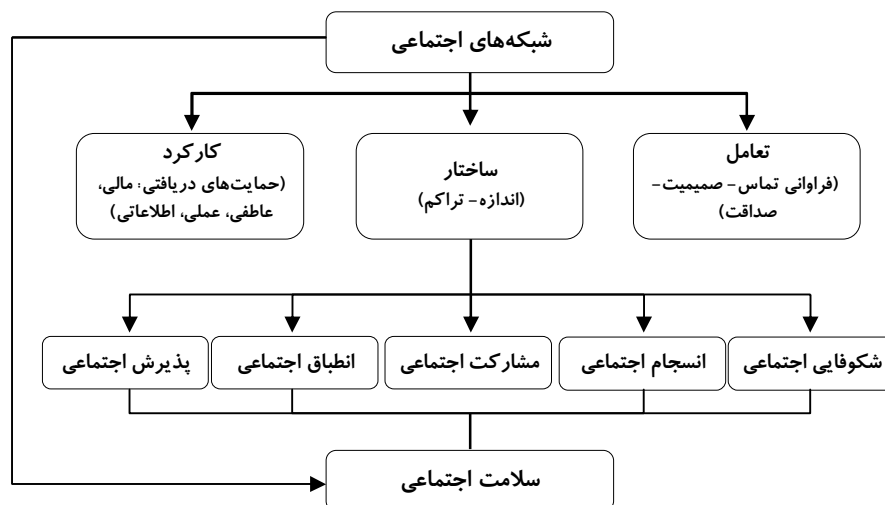 شبکه‌های اجتماعی
تعامل
(فراوانی تماس- صمیمیت-
صداقت)
ساختار
(اندازه- تراکم)
کارکرد
(حمایت‌های دریافتی: مالی،
عاطفی، عملی، اطلاعاتی)
شکوفایی اجتماعی
انسجام اجتماعی
مشارکت اجتماعی
انطباق اجتماعی
پذیرش اجتماعی
سلامت اجتماعی